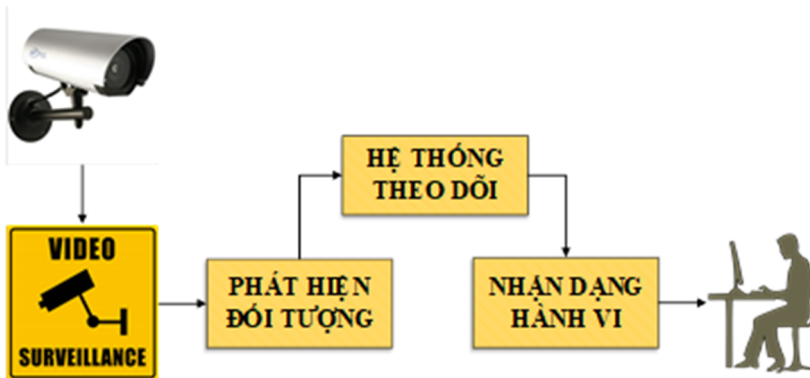 HỆ THỐNG
THEO DÕI
VIDEO
SURVEILLANCE
PHÁT HIỆN
ĐỐI TƯỢNG
NHẬN DẠNG
HÀNH VI